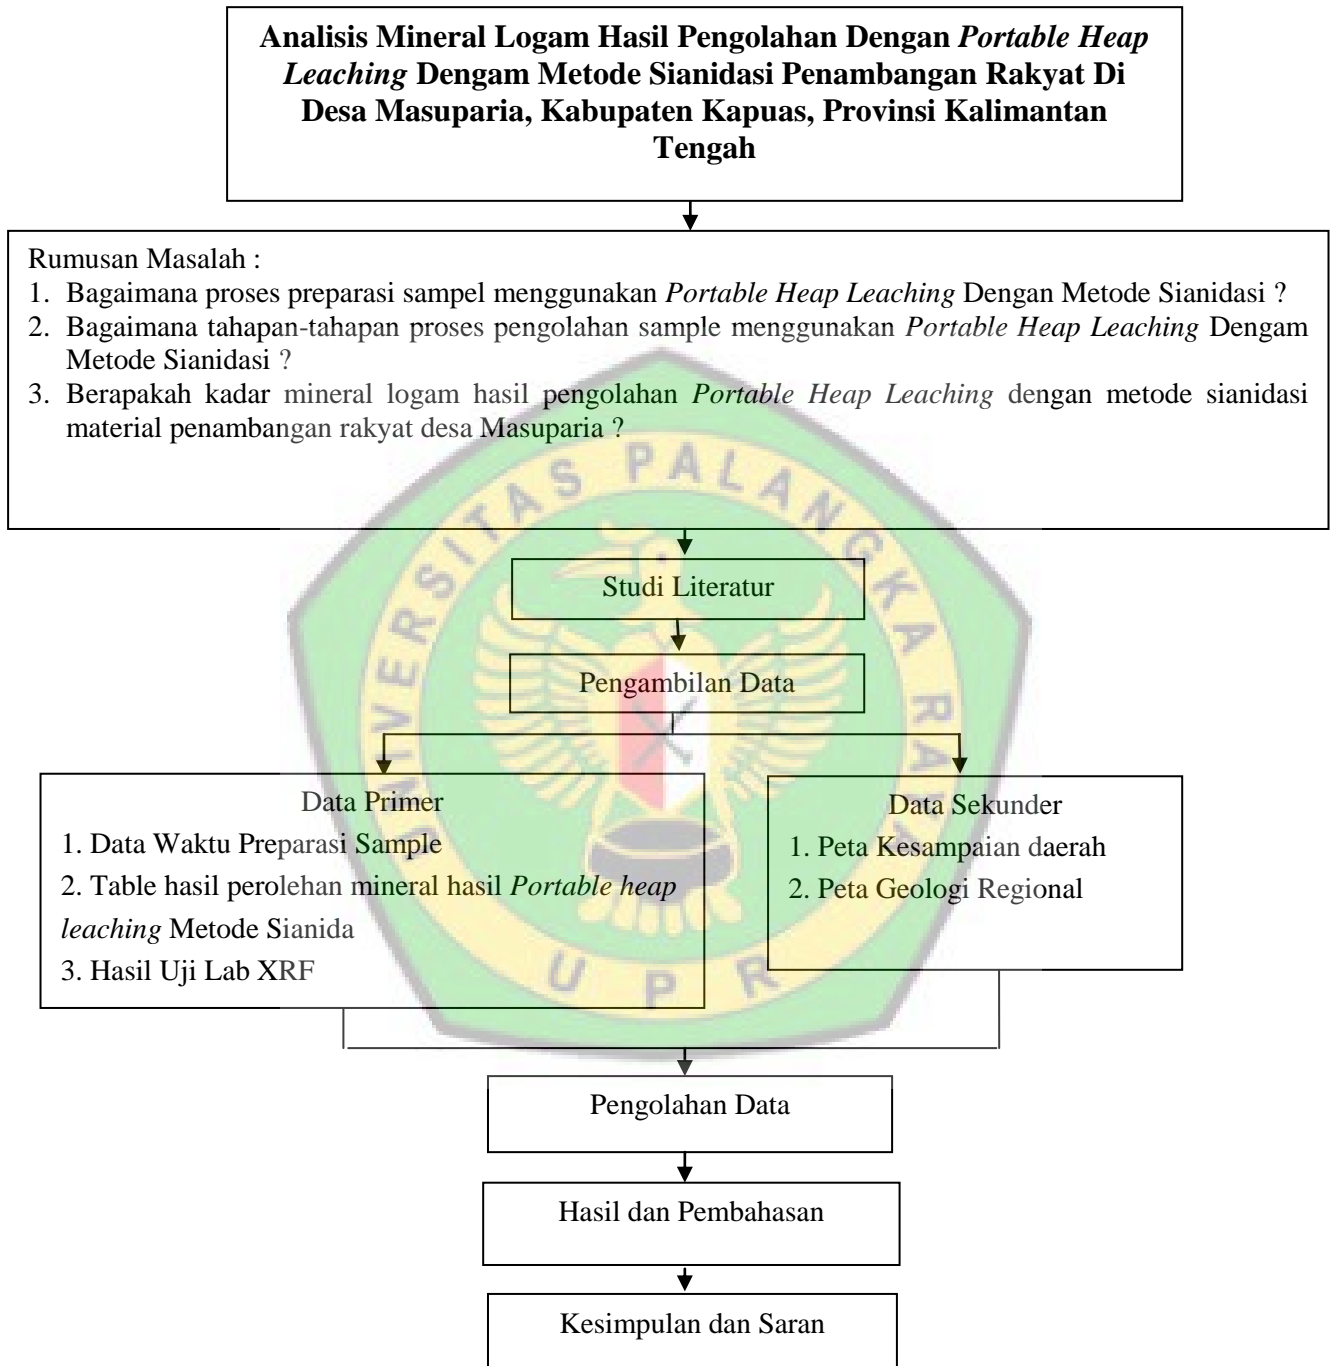 Analisis Mineral Logam Hasil Pengolahan Dengan Portable Heap
Leaching Dengam Metode Sianidasi Penambangan Rakyat Di
Desa Masuparia, Kabupaten Kapuas, Provinsi Kalimantan
Tengah
Rumusan Masalah :
1. Bagaimana proses preparasi sampel menggunakan Portable Heap Leaching Dengan Metode Sianidasi ?
2. Bagaimana tahapan-tahapan proses pengolahan sample menggunakan Portable Heap Leaching Dengam
Metode Sianidasi ?
3. Berapakah kadar mineral logam hasil pengolahan Portable Heap Leaching dengan metode sianidasi
material penambangan rakyat desa Masuparia ?
UNIVERSITAS PALANGKA RAYA
Studi Literatur
Pengambilan Data
Data Primer
1. Data Waktu Preparasi Sample
2. Table hasil perolehan mineral hasil Portable heap
leaching Metode Sianida
3. Hasil Uji Lab XRF
Data Sekunder
1. Peta Kesampaian daerah
2. Peta Geologi Regional
U P R
Pengolahan Data
Hasil dan Pembahasan
Kesimpulan dan Saran